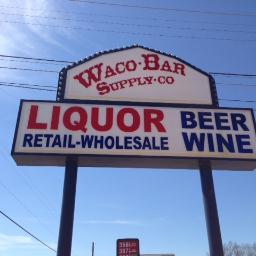 WACO·BAR
SUPPLY·CO
LIQUOR BEER
RETAIL-WHOLESALE WINE